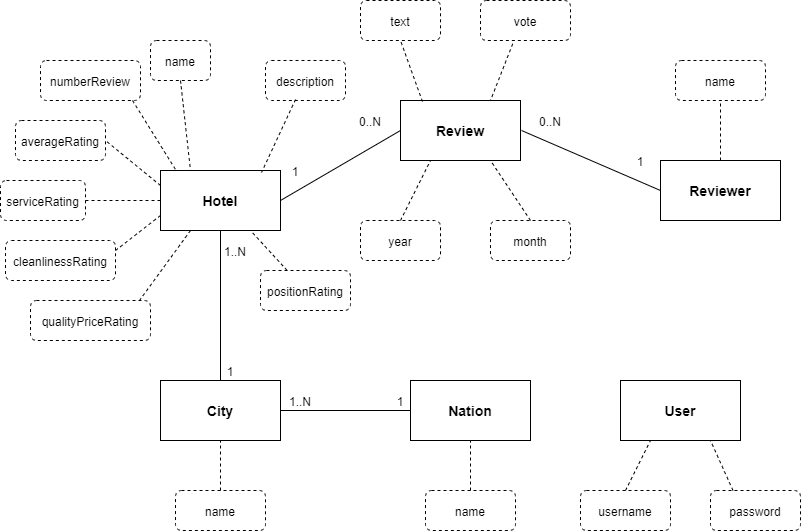 text
vote
name
numberReview
description
name
averageRating
0..N
0..N
Review
1
1
serviceRating
Hotel
Reviewer
year
month
1..N
cleanlinessRating
positionRating
qualityPriceRating
1
1..N
1
City
Nation
User
name
name
username
password